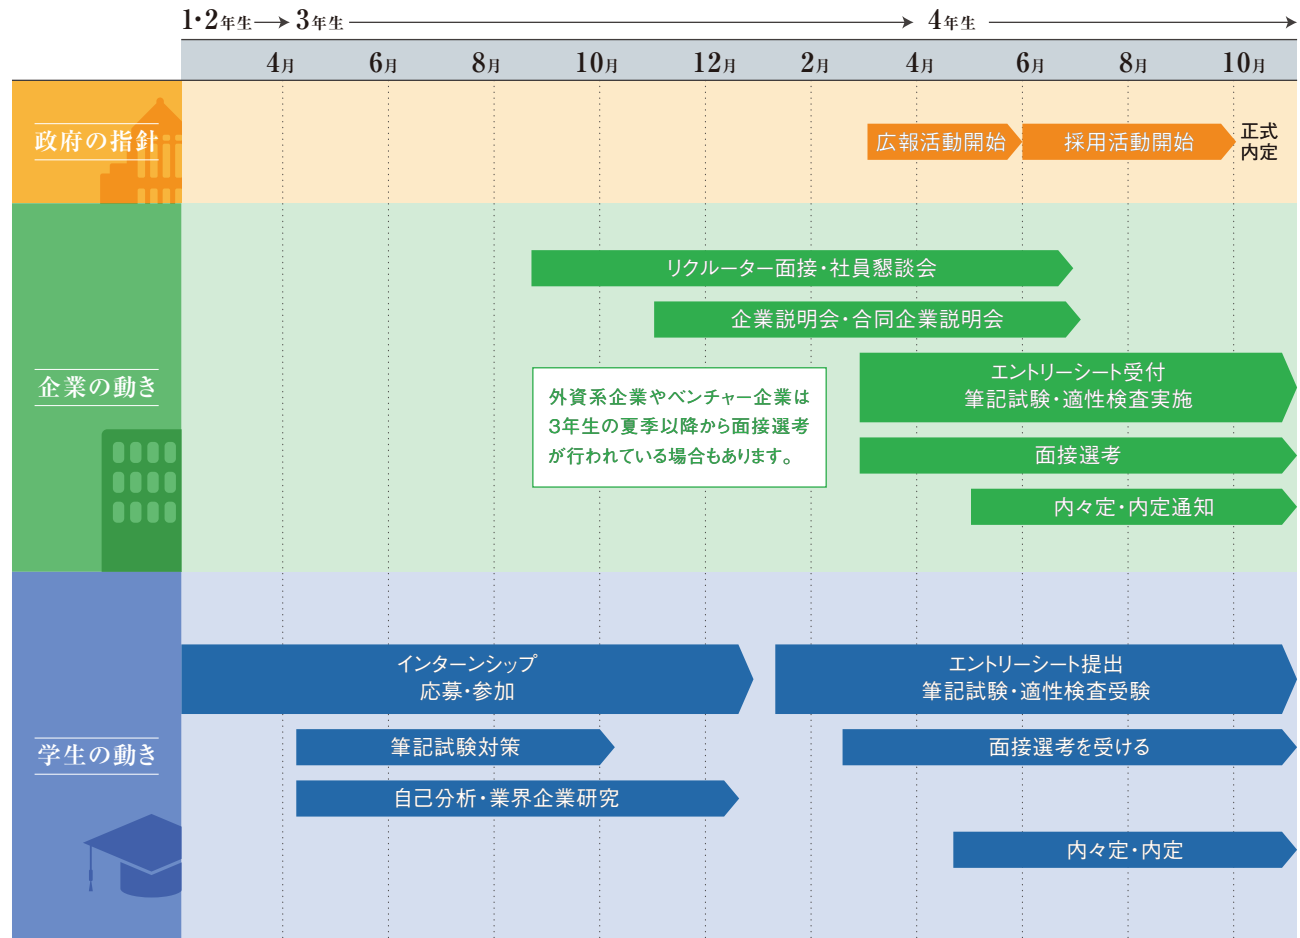 1・2年生 3年生 4年生
4月 6月 8月 10月 12月 2月 4月 6月 8月 10月
政府の指針
広報活動開始
採用活動開始
正式
内定
企業の動き
リクルーター面接・社員懇談会
企業説明会・合同企業説明会
エントリーシート受付
筆記試験・適性検査実施
外資系企業やベンチャー企業は
3年生の夏季以降から面接選考
が行われている場合もあります。
面接選考
内々定・内定通知
学生の動き
インターンシップ
応募・参加
エントリーシート提出
筆記試験・適性検査受験
筆記試験対策
面接選考を受ける
自己分析・業界企業研究
内々定・内定